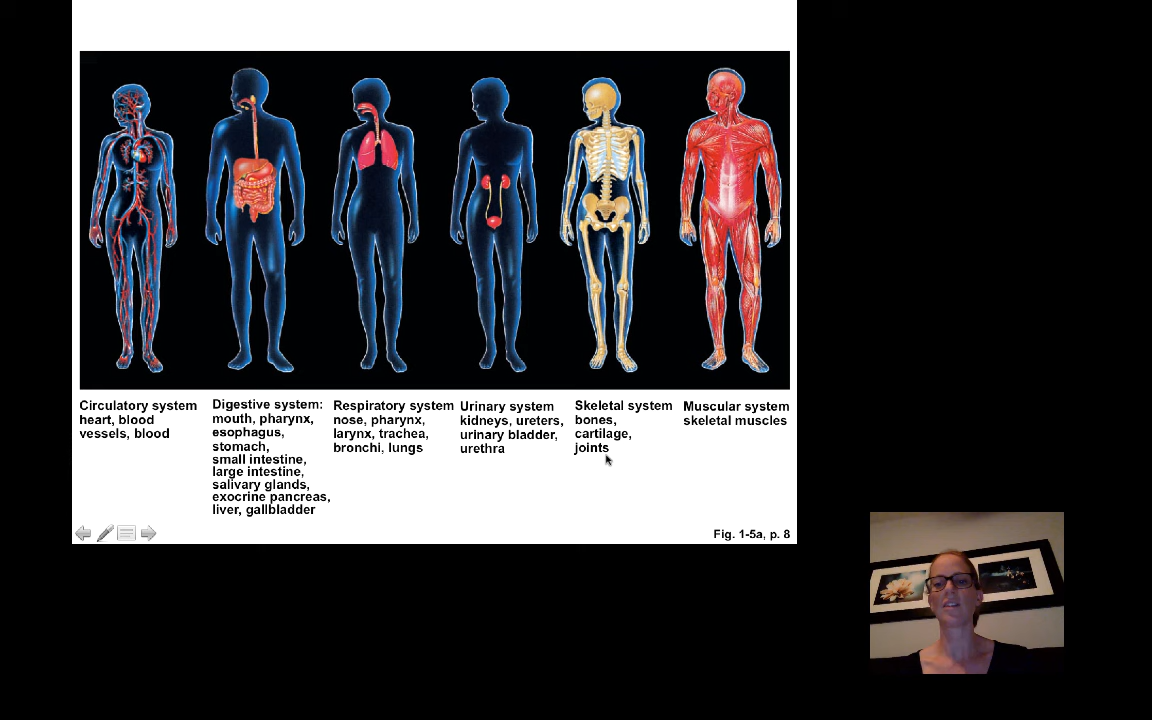 Circulatory system
heart, blood
vessels, blood
Digestive system:
mouth, pharynx,
esophagus,
stomach,
small intestine,
large intestine,
salivary glands,
exocrine pancreas,
liver, gallbladder
Respiratory system
nose, pharynx,
larynx, trachea,
bronchi, lungs
Urinary system
kidneys, ureters,
urinary bladder,
urethra
Skeletal system
bones,
cartilage,
joints
Muscular system
skeletal muscles
Fig. 1-5a, p. 8